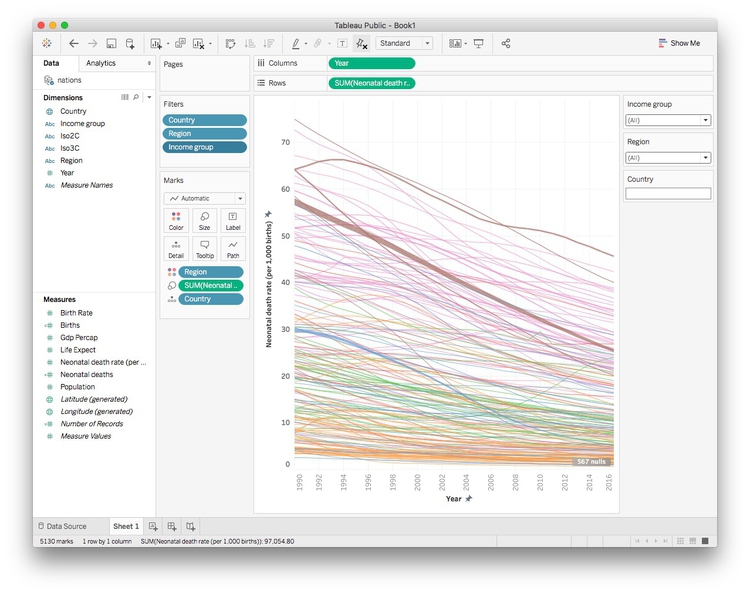 Tableau Public - Book1
Standard
Show Me
Data
Analytics
nations
Dimensions
Country
Abc Income group
Abc Iso2C
Abc Iso3C
Abc Region
Year
Abc Measure Names
Measures
Birth Rate
Births
Gdp Percap
Life Expect
Neonatal death rate (per ...
Neonatal deaths
Population
Latitude (generated)
Longitude (generated)
Number of Records
Measure Values
Pages
Filters
Country
Region
Income group
Marks
Automatic
Color Size Label
Detail Tooltip Path
Region
SUM(Neonatal ..
Country
Columns Year
Rows SUM(Neonatal death r..
Neonatal death rate (per 1,000 births)
70
60
50
40
30
20
10
0
567 nulls
1990 1992 1994 1996 1998 2000 2002 2004 2006 2008 2010 2012 2014 2016
Year
Income group
(All)
Region
(All)
Country
Data Source Sheet 1
5130 marks 1 row by 1 column SUM(Neonatal death rate (per 1,000 births)): 97,054.80